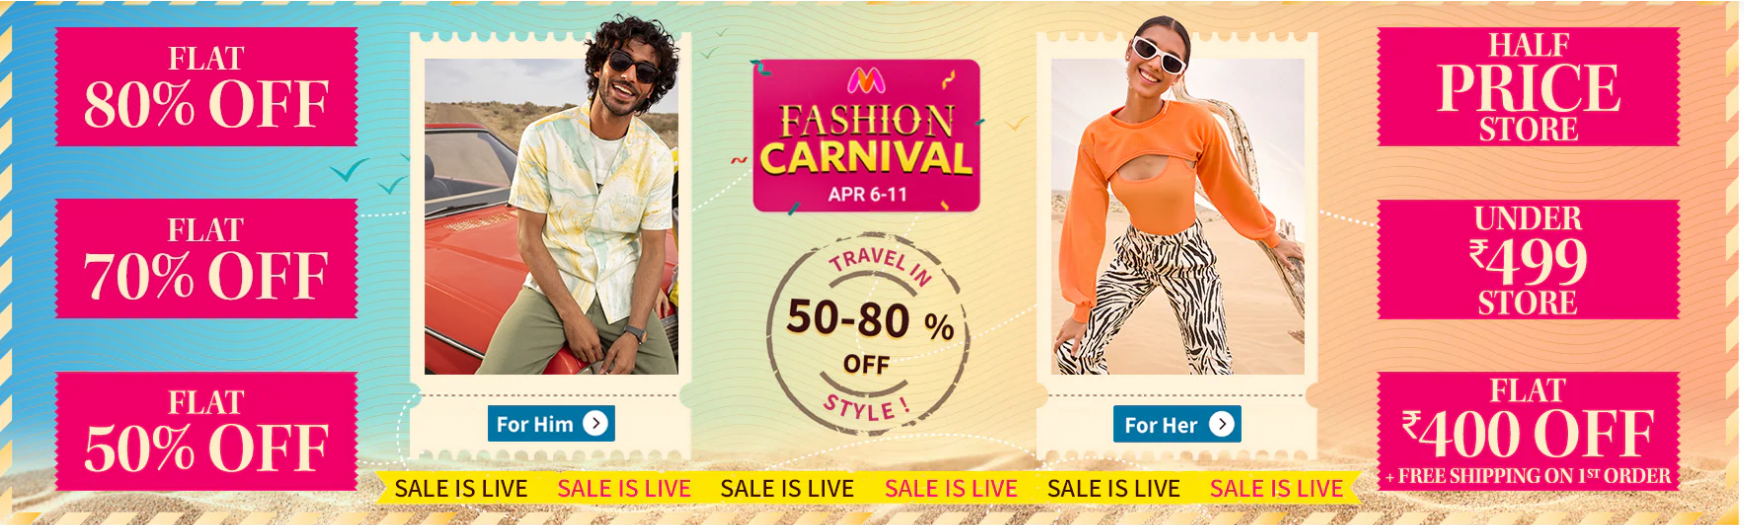 FLAT
80% OFF
FLAT
70% OFF
FLAT
50% OFF
For Him
FASHION
CARNIVAL
APR 6-11
TRAVEL IN
50-80 %
OFF
STYLE !
For Her
HALF
PRICE
STORE
UNDER
₹499
STORE
FLAT
₹400 OFF
+ FREE SHIPPING ON 1ST ORDER
SALE IS LIVE SALE IS LIVE SALE IS LIVE SALE IS LIVE SALE IS LIVE SALE IS LIVE